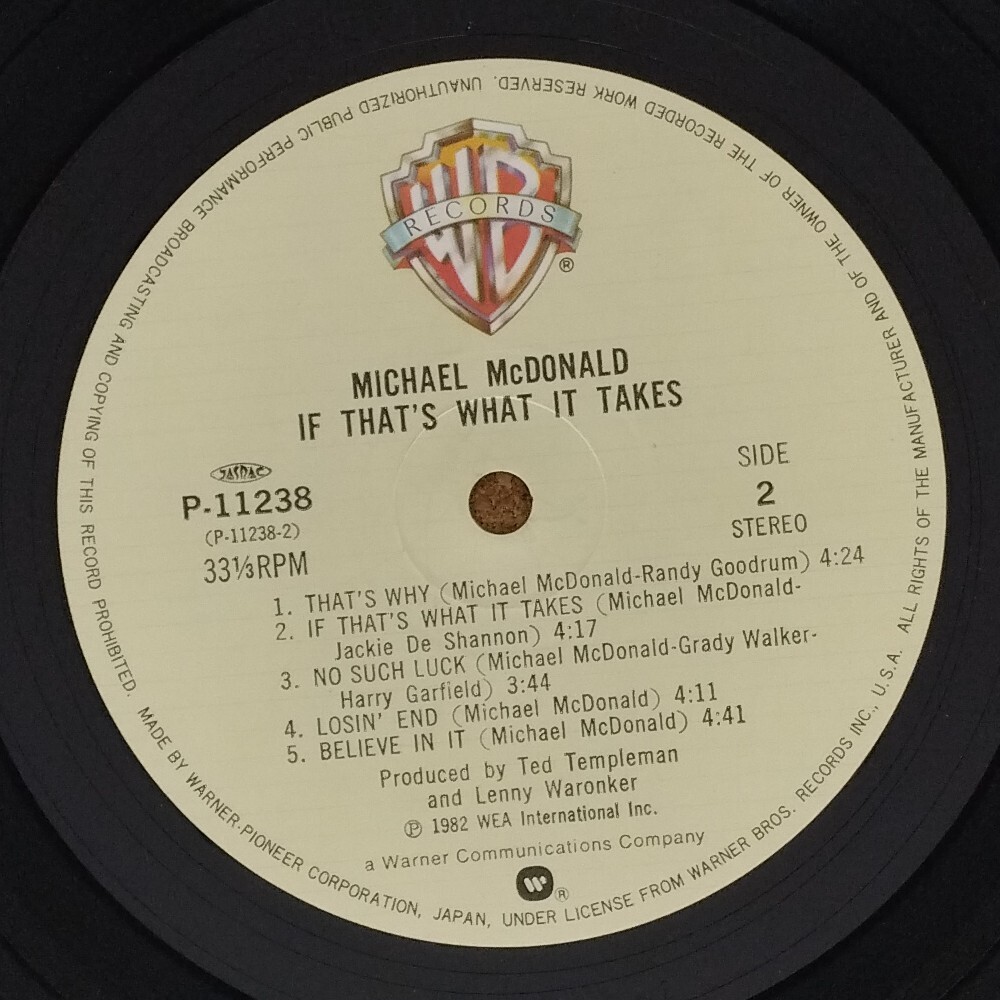 WB
RECORDS
®
MICHAEL McDONALD
IF THAT'S WHAT IT TAKES
JASRAC
P-11238
(P-11238-2)
33⅓RPM
SIDE
2
STEREO
1. THAT'S WHY (Michael McDonald-Randy Goodrum) 4:24
2. IF THAT'S WHAT IT TAKES (Michael McDonald-
Jackie De Shannon) 4:17
3. NO SUCH LUCK (Michael McDonald-Grady Walker-
Harry Garfield) 3:44
4. LOSIN' END (Michael McDonald) 4:11
5. BELIEVE IN IT (Michael McDonald) 4:41
Produced by Ted Templeman
and Lenny Waronker
℗ 1982 WEA International Inc.
a Warner Communications Company
®
MADE BY WARNER-PIONEER CORPORATION, JAPAN, UNDER LICENSE FROM WARNER BROS. RECORDS INC., U.S.A. ALL RIGHTS OF THE MANUFACTURER AND OF THE OWNER OF THE RECORDED WORK RESERVED. UNAUTHORIZED PUBLIC PERFORMANCE BROADCASTING AND COPYING OF THIS RECORD PROHIBITED.